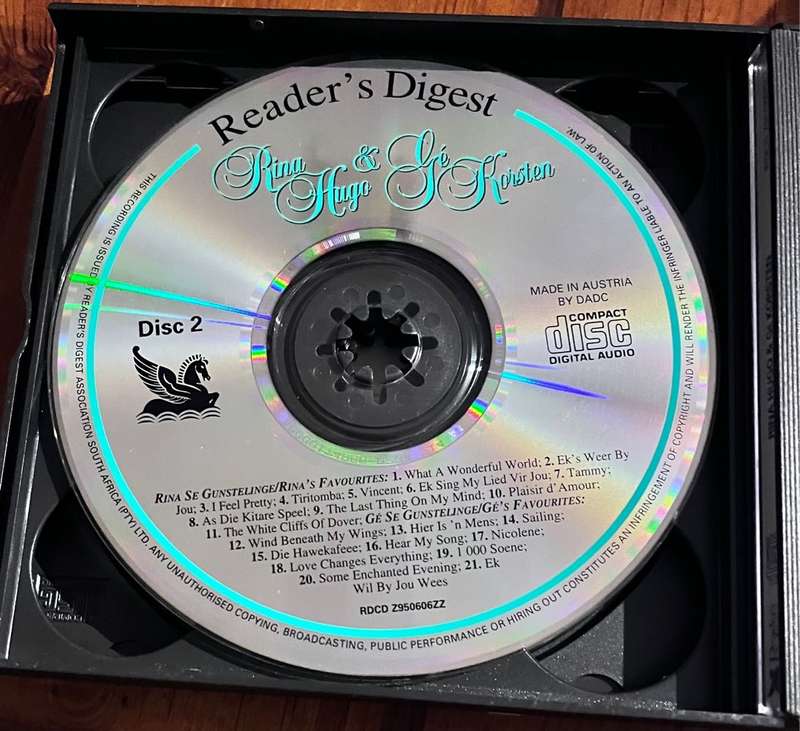 Reader's Digest
Rina
Hugo & Gé
Korsten
MADE IN AUSTRIA
BY DADC
COMPACT
disc
DIGITAL AUDIO
Disc 2
RINA SE GUNSTELINGE/RINA'S FAVOURITES: 1. What A Wonderful World; 2. Ek's Weer By
Jou; 3. I Feel Pretty; 4. Tiritomba; 5. Vincent; 6. Ek Sing My Lied Vir Jou; 7. Tammy;
8. As Die Kitare Speel; 9. The Last Thing On My Mind; 10. Plaisir d'Amour;
11. The White Cliffs Of Dover; GÉ SE GUNSTELINGE/GÉ'S FAVOURITES:
12. Wind Beneath My Wings; 13. Hier Is 'n Mens; 14. Sailing;
15. Die Hawekafeee; 16. Hear My Song; 17. Nicolene;
18. Love Changes Everything; 19. 1 000 Soene;
20. Some Enchanted Evening; 21. Ek
Wil By Jou Wees
RDCD Z950606ZZ
THIS RECORDING IS ISSUED BY READER'S DIGEST ASSOCIATION SOUTH AFRICA (PTY) LTD. ANY UNAUTHORISED COPYING, BROADCASTING, PUBLIC PERFORMANCE OR HIRING OUT CONSTITUTES AN INFRINGEMENT OF COPYRIGHT AND WILL RENDER THE INFRINGER LIABLE TO AN ACTION OF LAW.